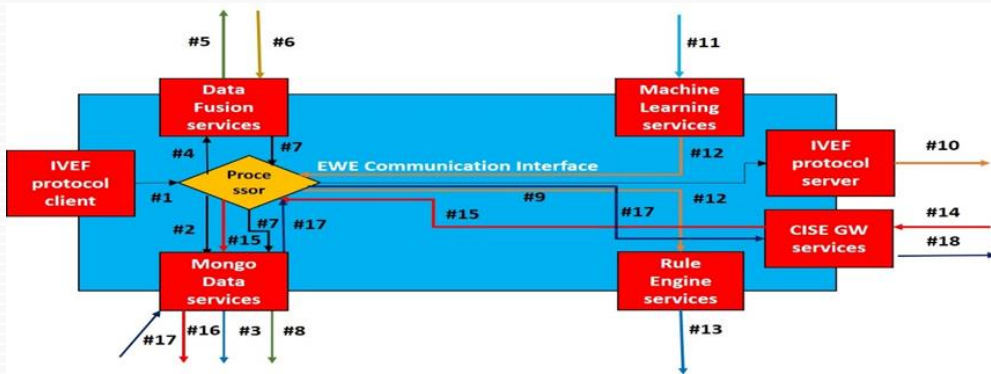 #5
#6
#11
Data
Fusion
services
Machine
Learning
services
#4
#7
#12
IVEF
protocol
client
EWE Communication Interface
Proce
ssor
IVEF
protocol
server
#10
#1
#9
#12
#2
#15
#7
#17
#15
#17
CISE GW
services
#14
#18
Mongo
Data
services
Rule
Engine
services
#17
#16
#3
#8
#13